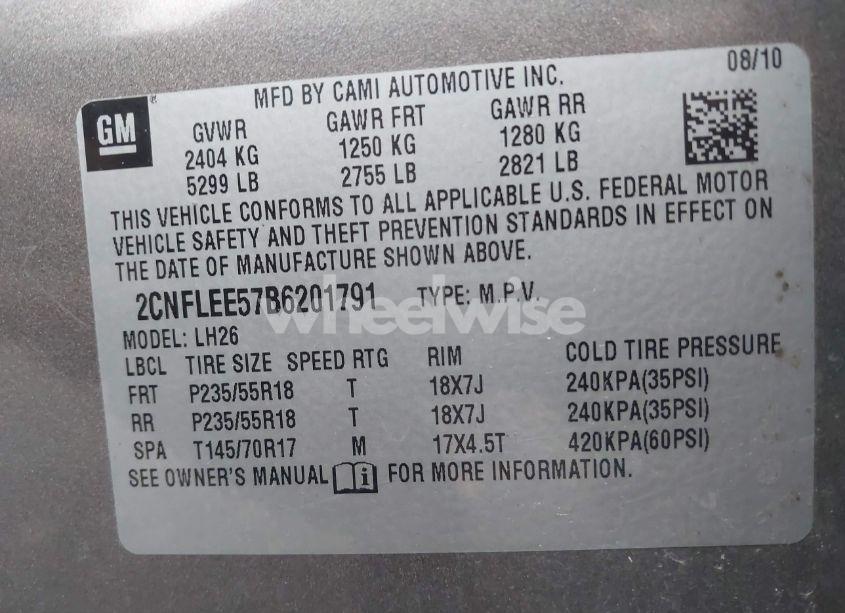 MFD BY CAMI AUTOMOTIVE INC. 08/10
GM
GVWR GAWR FRT GAWR RR
2404 KG 1250 KG 1280 KG
5299 LB 2755 LB 2821 LB
THIS VEHICLE CONFORMS TO ALL APPLICABLE U.S. FEDERAL MOTOR
VEHICLE SAFETY AND THEFT PREVENTION STANDARDS IN EFFECT ON
THE DATE OF MANUFACTURE SHOWN ABOVE.
2CNFLEE57B6201791 TYPE: M.P.V.
wheelwise
MODEL: LH26
LBCL TIRE SIZE SPEED RTG RIM COLD TIRE PRESSURE
FRT P235/55R18 T 18X7J 240KPA(35PSI)
RR P235/55R18 T 18X7J 240KPA(35PSI)
SPA T145/70R17 M 17X4.5T 420KPA(60PSI)
SEE OWNER'S MANUAL i FOR MORE INFORMATION.